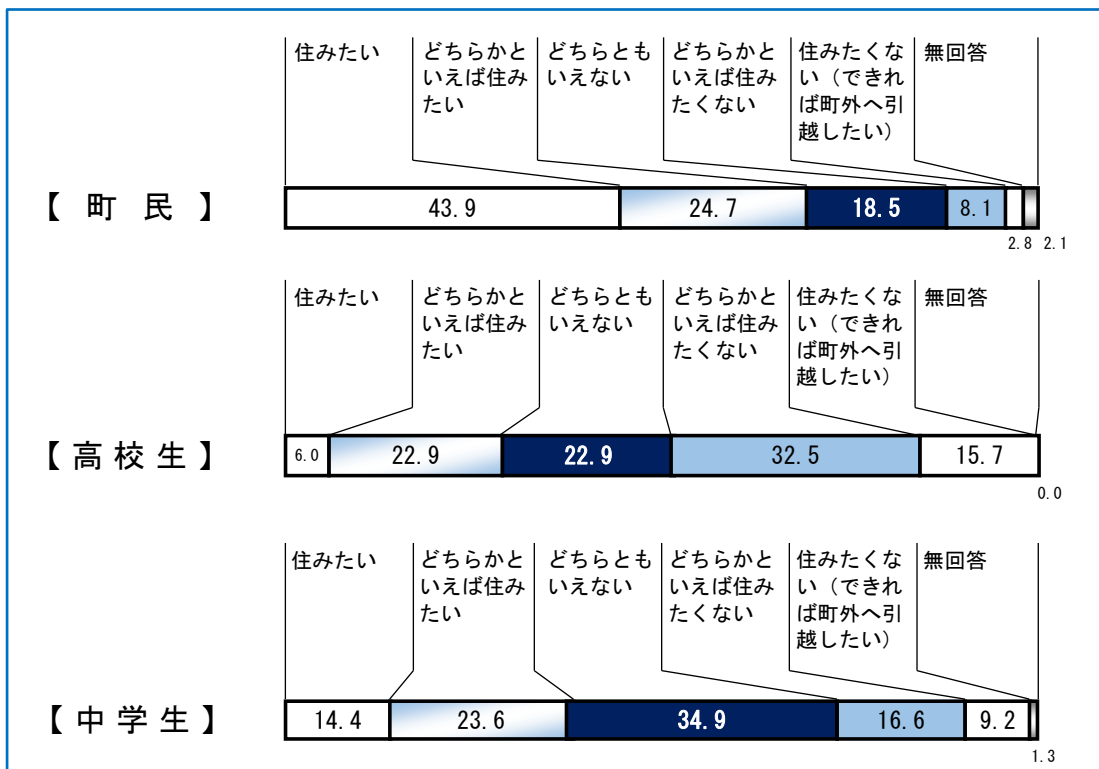 住みたい
どちらかと
いえば住み
たい
どちらとも
いえない
どちらかと
いえば住み
たくない
住みたくな
い（できれ
ば町外へ引
越したい）
無回答
【 町 民 】
43.9
24.7
18.5
8.1
2.8
2.1
住みたい
どちらかと
いえば住み
たい
どちらとも
いえない
どちらかと
いえば住み
たくない
住みたくな
い（できれ
ば町外へ引
越したい）
無回答
【 高 校 生 】
6.0
22.9
22.9
32.5
15.7
0.0
住みたい
どちらかと
いえば住み
たい
どちらとも
いえない
どちらかと
いえば住み
たくない
住みたくな
い（できれ
ば町外へ引
越したい）
無回答
【 中 学 生 】
14.4
23.6
34.9
16.6
9.2
1.3